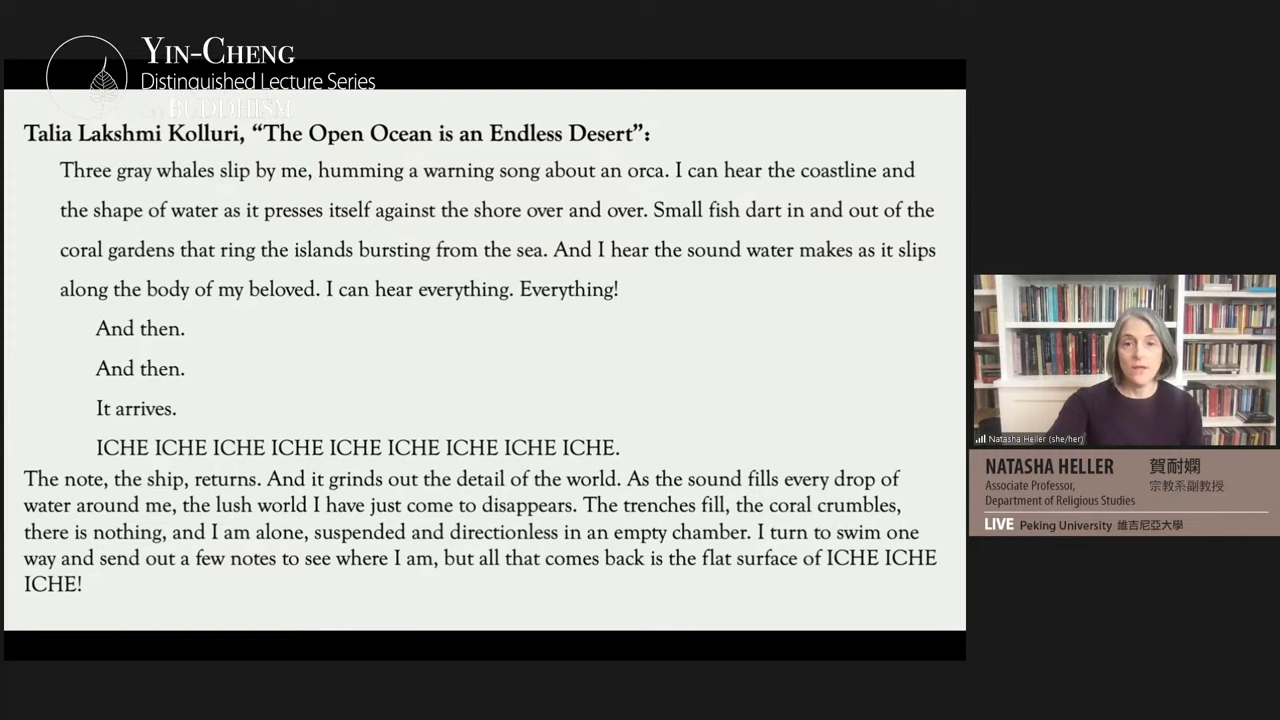 YIN-CHENG
Distinguished Lecture Series
on BUDDHISM
Talia Lakshmi Kolluri, “The Open Ocean is an Endless Desert”:
Three gray whales slip by me, humming a warning song about an orca. I can hear the coastline and
the shape of water as it presses itself against the shore over and over. Small fish dart in and out of the
coral gardens that ring the islands bursting from the sea. And I hear the sound water makes as it slips
along the body of my beloved. I can hear everything. Everything!
And then.
And then.
It arrives.
ICHE ICHE ICHE ICHE ICHE ICHE ICHE ICHE ICHE.
The note, the ship, returns. And it grinds out the detail of the world. As the sound fills every drop of
water around me, the lush world I have just come to disappears. The trenches fill, the coral crumbles,
there is nothing, and I am alone, suspended and directionless in an empty chamber. I turn to swim one
way and send out a few notes to see where I am, but all that comes back is the flat surface of ICHE ICHE
ICHE!
Natasha Heller (she/her)
NATASHA HELLER 賀耐嫻
Associate Professor, 宗教系副教授
Department of Religious Studies
LIVE Peking University 維吉尼亞大學